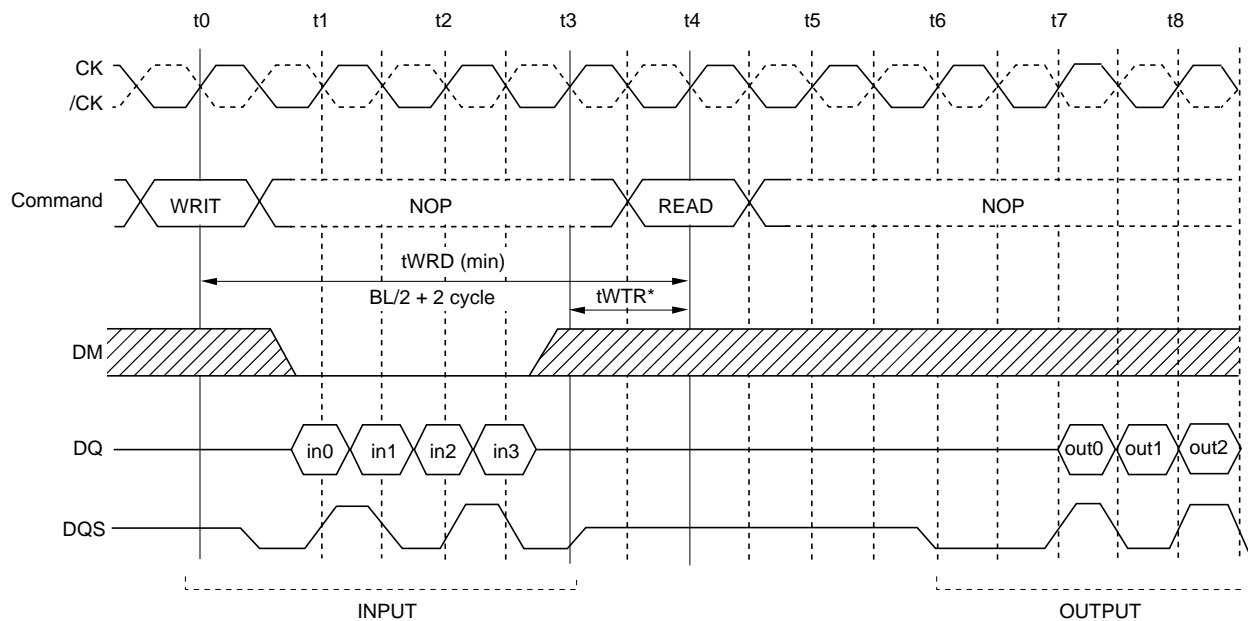 t0 t1 t2 t3 t4 t5 t6 t7 t8
CK
/CK
Command WRIT NOP READ NOP
tWRD (min)
BL/2 + 2 cycle tWTR*
DM
DQ in0 in1 in2 in3 out0 out1 out2
DQS
INPUT OUTPUT